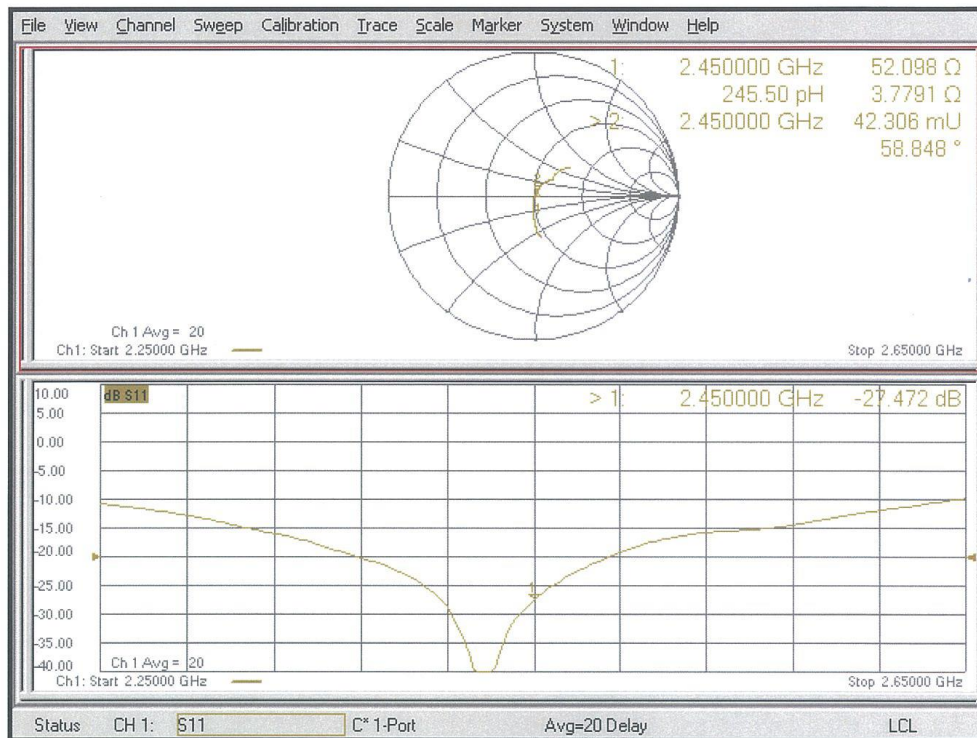 File View Channel Sweep Calibration Trace Scale Marker System Window Help
1: 2.450000 GHz 52.098 Ω
245.50 pH 3.7791 Ω
> 2: 2.450000 GHz 42.306 mU
58.848 °
Ch 1 Avg = 20
Ch1: Start 2.25000 GHz Stop 2.65000 GHz
10.00 dB S11 > 1: 2.450000 GHz -27.472 dB
5.00
0.00
-5.00
-10.00
-15.00
-20.00
-25.00
-30.00
-35.00
-40.00 Ch 1 Avg = 20
1
Ch1: Start 2.25000 GHz Stop 2.65000 GHz
Status CH 1: S11 C* 1-Port Avg=20 Delay LCL